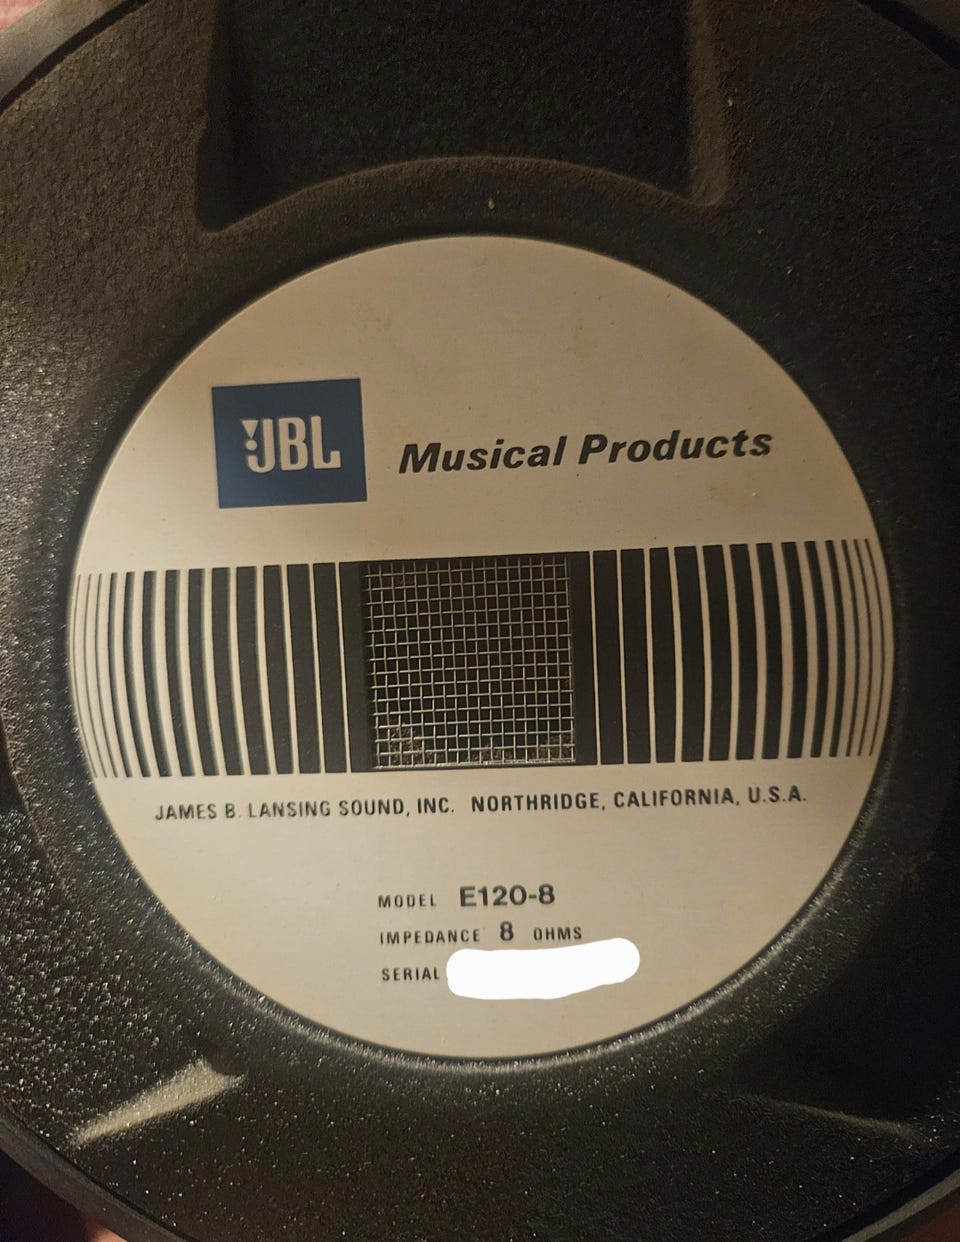 JBL
Musical Products
JAMES B. LANSING SOUND, INC. NORTHRIDGE, CALIFORNIA, U.S.A.
MODEL E120-8
IMPEDANCE 8 OHMS
SERIAL